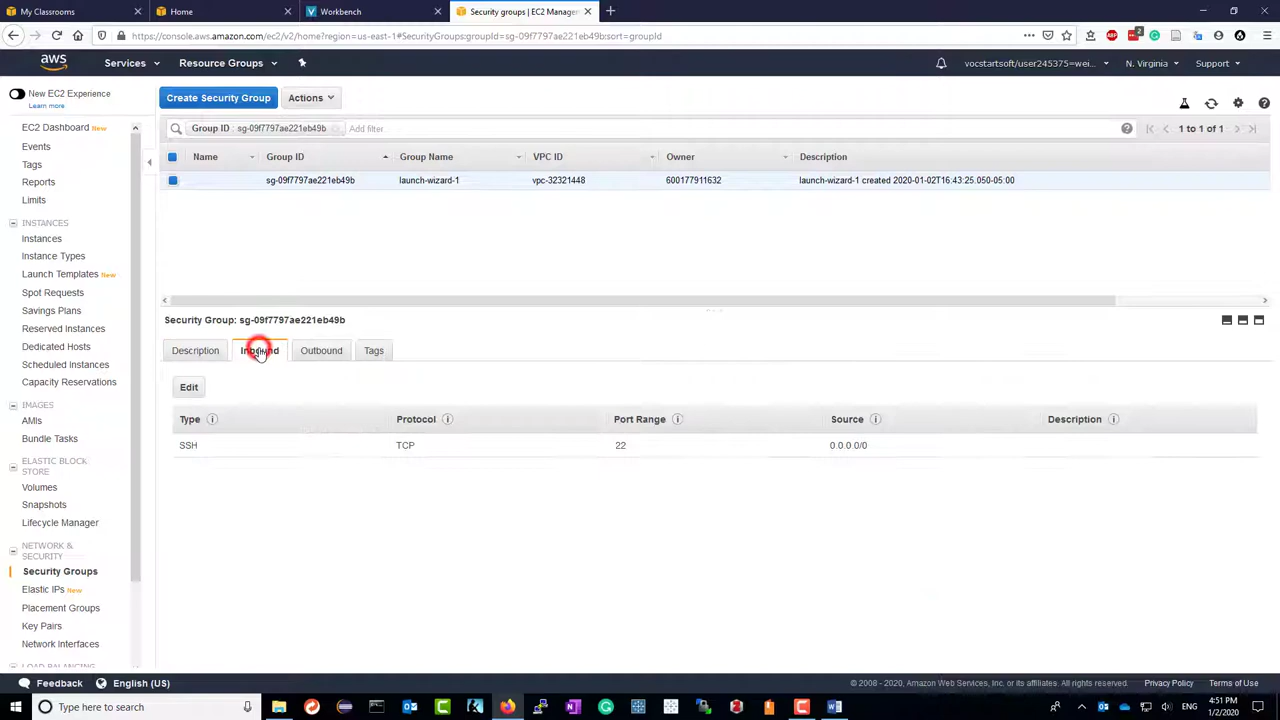 My Classrooms
Home
Workbench
Security groups | EC2 Manage
https://console.aws.amazon.com/ec2/v2/home?region=us-east-1#SecurityGroups:groupId=sg-09f7797ae221eb49b;sort=groupId
2
aws Services Resource Groups vocstartsoft/user245375=wei... N. Virginia Support
New EC2 Experience
Learn more
EC2 Dashboard New
Events
Tags
Reports
Limits
INSTANCES
Instances
Instance Types
Launch Templates New
Spot Requests
Savings Plans
Reserved Instances
Dedicated Hosts
Scheduled Instances
Capacity Reservations
IMAGES
AMIs
Bundle Tasks
ELASTIC BLOCK
STORE
Volumes
Snapshots
Lifecycle Manager
NETWORK &
SECURITY
Security Groups
Elastic IPs New
Placement Groups
Key Pairs
Network Interfaces
LOAD BALANCING
Create Security Group Actions
Group ID : sg-09f7797ae221eb49b Add filter 1 to 1 of 1
Name Group ID Group Name VPC ID Owner Description
sg-09f7797ae221eb49b launch-wizard-1 vpc-32321448 600177911632 launch-wizard-1 created 2020-01-02T16:43:25.050-05:00
Security Group: sg-09f7797ae221eb49b
Description Inbound Outbound Tags
Edit
Type Protocol Port Range Source Description
SSH TCP 22 0.0.0.0/0
Feedback English (US) © 2008 - 2020, Amazon Web Services, Inc. or its affiliates. All rights reserved. Privacy Policy Terms of Use
Type here to search
4:51 PM
1/2/2020